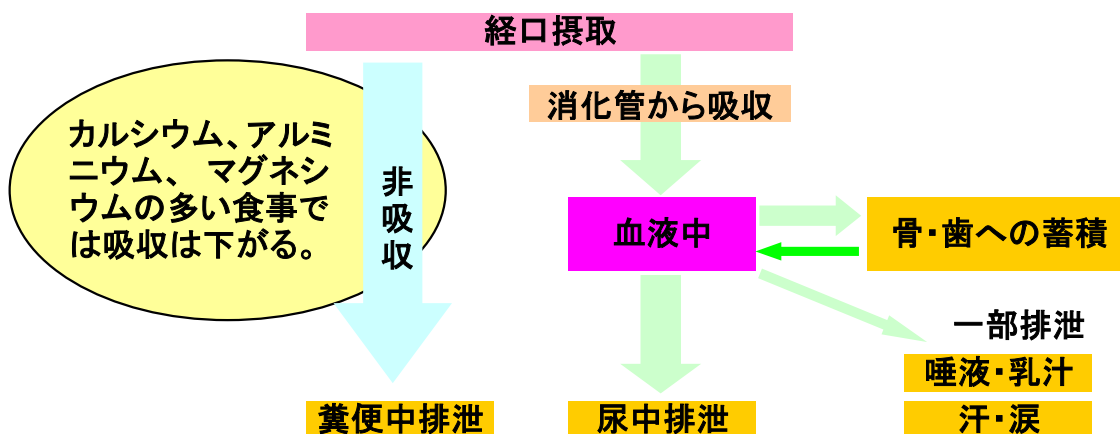 経口摂取
消化管から吸収
カルシウム、アルミ
ニウム、 マグネシ
ウムの多い食事で
は吸収は下がる。
非吸収
血液中
骨・歯への蓄積
一部排泄
唾液・乳汁
汗・涙
糞便中排泄
尿中排泄